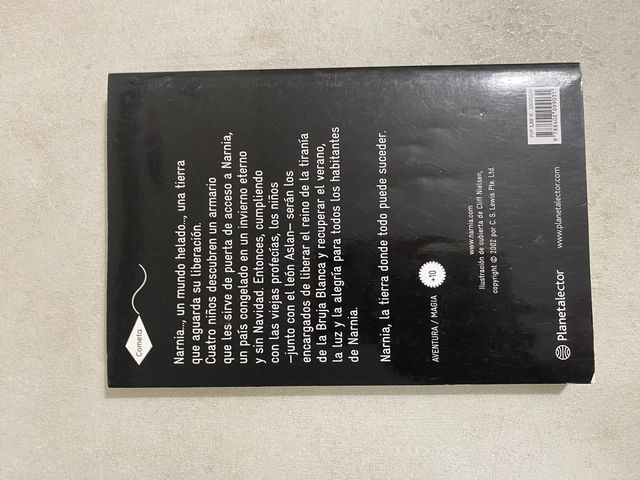 Cometa
Narnia..., un mundo helado..., una tierra
que aguarda su liberación.
Cuatro niños descubren un armario
que les sirve de puerta de acceso a Narnia,
un país congelado en un invierno eterno
y sin Navidad. Entonces, cumpliendo
con las viejas profecías, los niños
—junto con el león Aslan— serán los
encargados de liberar el reino de la tiranía
de la Bruja Blanca y recuperar el verano,
la luz y la alegría para todos los habitantes
de Narnia.
Narnia, la tierra donde todo puede suceder.
AVENTURA / MAGIA
+10
www.narnia.com
Ilustración de cubierta de Cliff Nielsen,
copyright © 2002 por C. S. Lewis Pte. Ltd.
Planetalector
www.planetalector.com
9 788408 099031